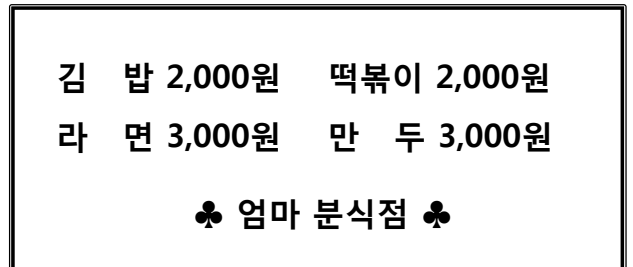 김 밥 2,000원 떡볶이 2,000원
라 면 3,000원 만 두 3,000원
♣ 엄마 분식점 ♣